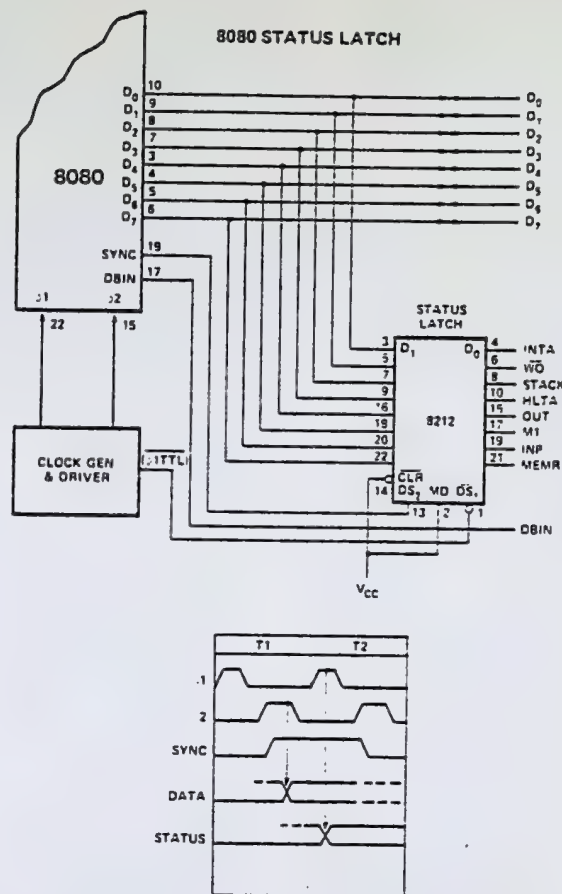 8080 STATUS LATCH
8080
D0 10 D0
D1 9 D1
D2 8 D2
D3 7 D3
D4 3 D4
D5 4 D5
D6 5 D6
D7 6 D7
SYNC 19
DBIN 17
22 15
STATUS
LATCH
3 D1 D0 4 INTA
5 6 WO
7 8 STACK
9 10 HLTA
16 15 OUT
18 17 M1
20 19 INP
22 21 MEMR
8212
CLR
14 DS2 MD DS1
13 2 1
CLOCK GEN
& DRIVER
DBIN
VCC
T1 T2
1
2
SYNC
DATA
STATUS